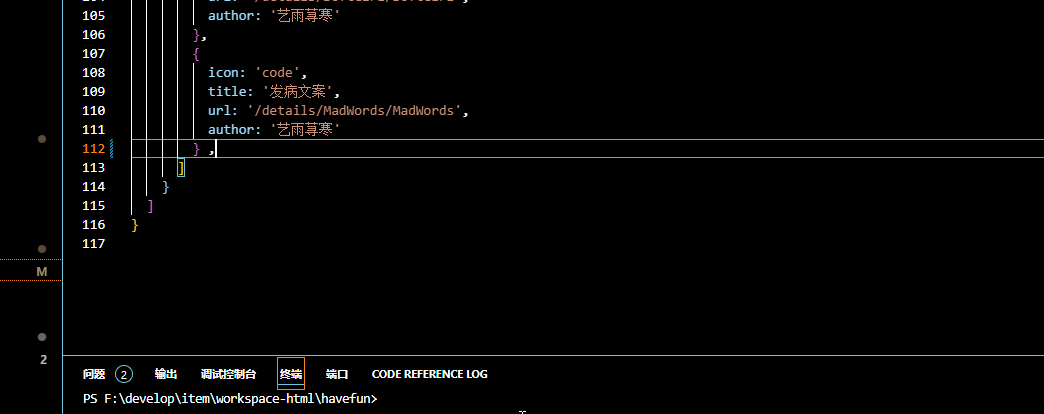 105 author: '艺雨荨寒'
106 },
107 {
108 icon: 'code',
109 title: '发病文案',
110 url: '/details/MadWords/MadWords',
111 author: '艺雨荨寒'
112 } ,
113 ]
114 }
115 ]
116 }
117
M
2
问题 2 输出 调试控制台 终端 端口 CODE REFERENCE LOG
PS F:\develop\item\workspace-html\havefun>